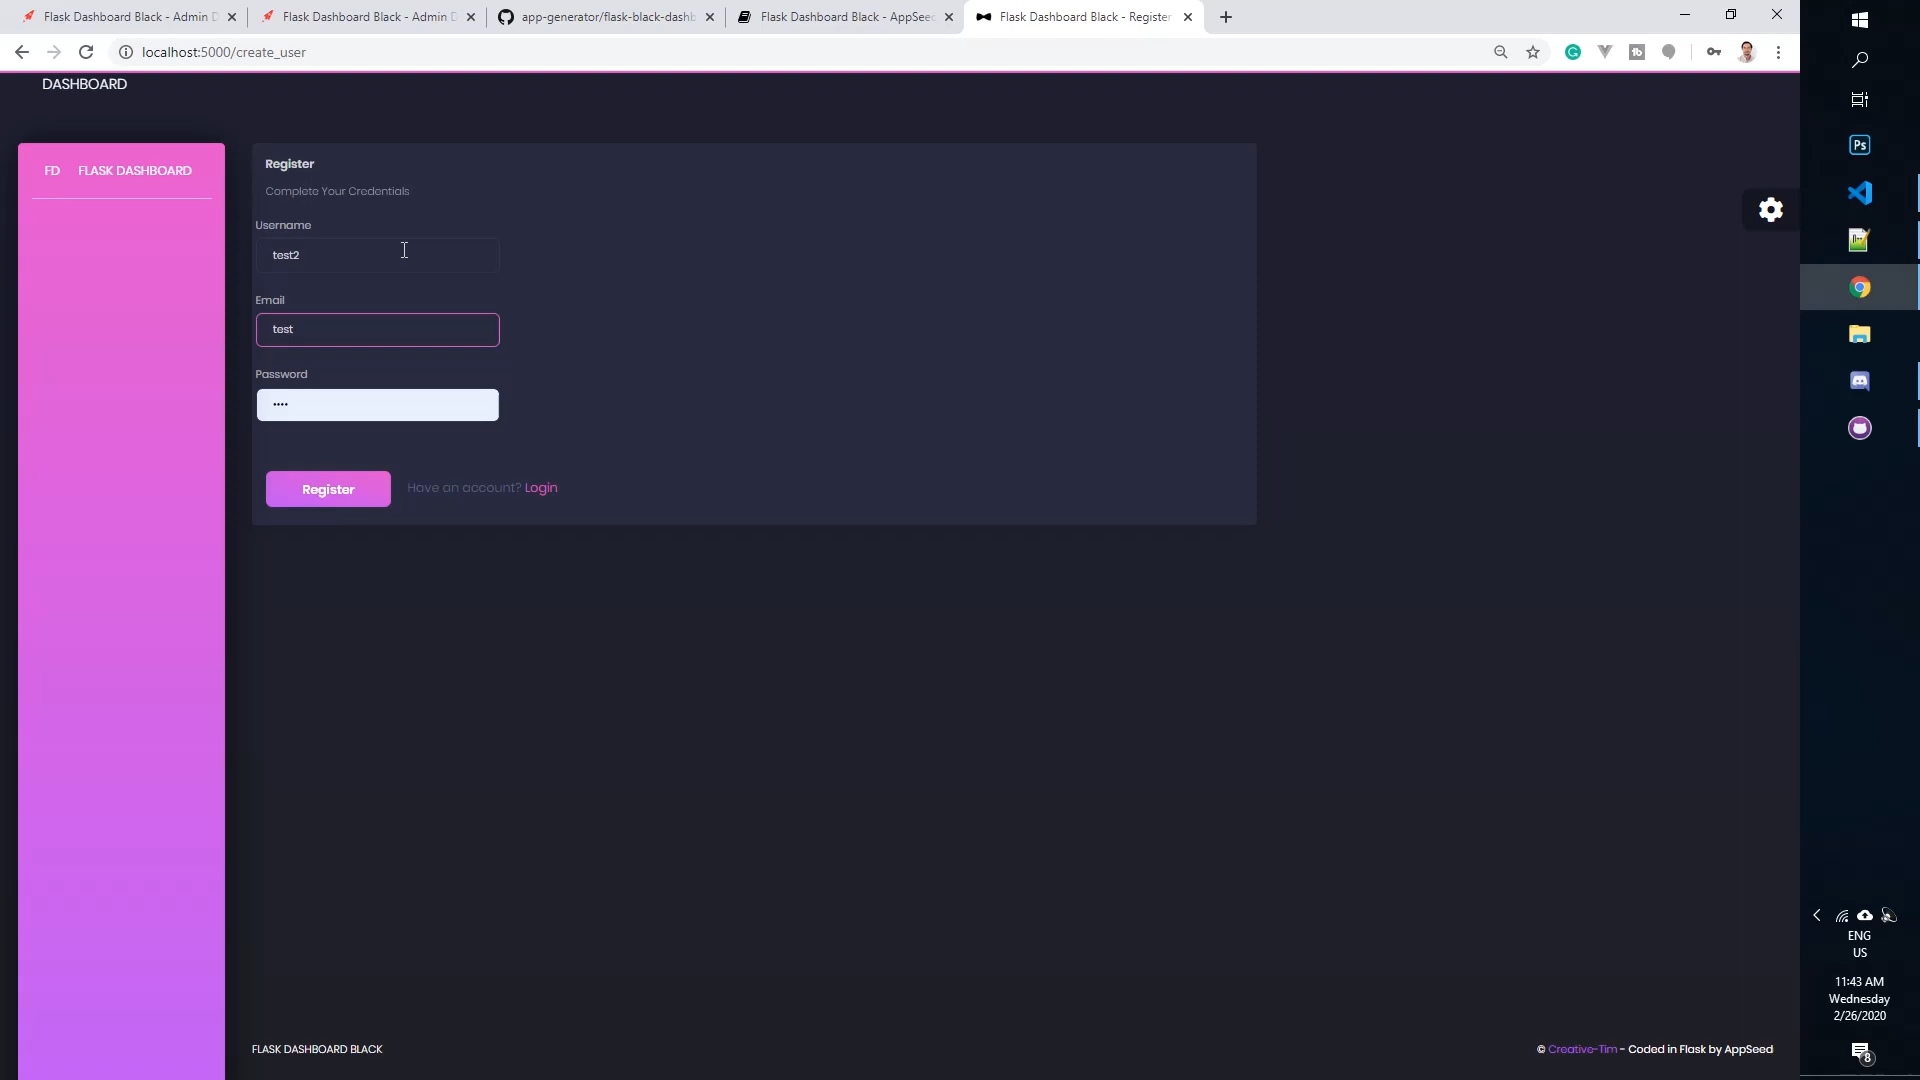 Flask Dashboard Black - Admin D
Flask Dashboard Black - Admin D
app-generator/flask-black-dashb
Flask Dashboard Black - AppSeed
Flask Dashboard Black - Register
localhost:5000/create_user
DASHBOARD
FD FLASK DASHBOARD
Register
Complete Your Credentials
Username
test2
Email
test
Password
••••
Register
Have an account? Login
FLASK DASHBOARD BLACK
© Creative-Tim - Coded in Flask by AppSeed
Ps
ENG
US
11:43 AM
Wednesday
2/26/2020
8